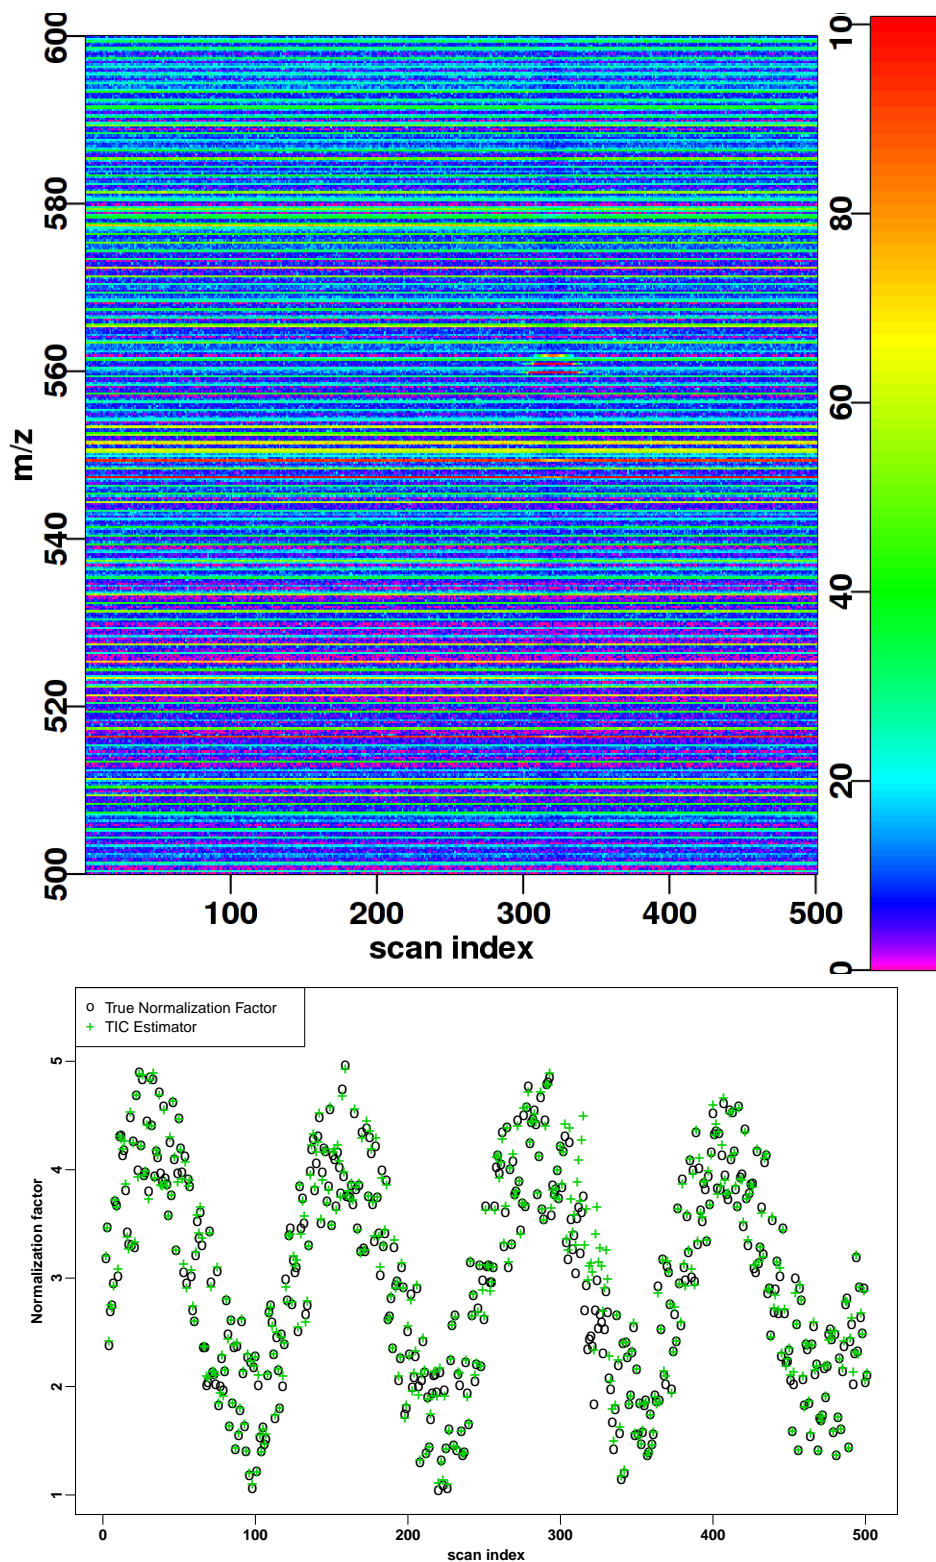 600
580
560
540
520
500
m/z
100 200 300 400 500
scan index
10
80
60
40
20
0
o True Normalization Factor
+ TIC Estimator
5
4
3
2
1
Normalization factor
0 100 200 300 400 500
scan index